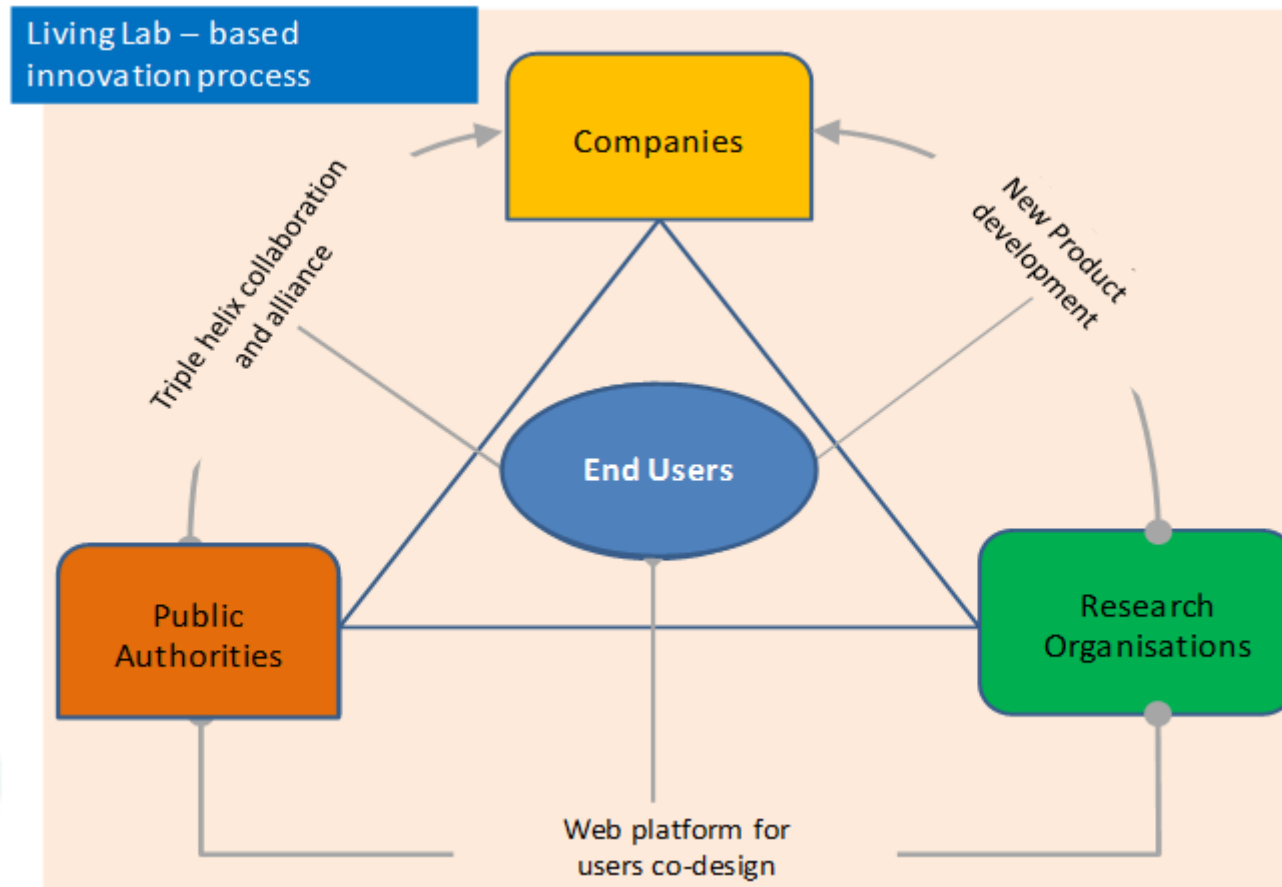 Living Lab – based
innovation process
Companies
Triple helix collaboration
and alliance
New Product
development
End Users
Public
Authorities
Research
Organisations
Web platform for
users co-design